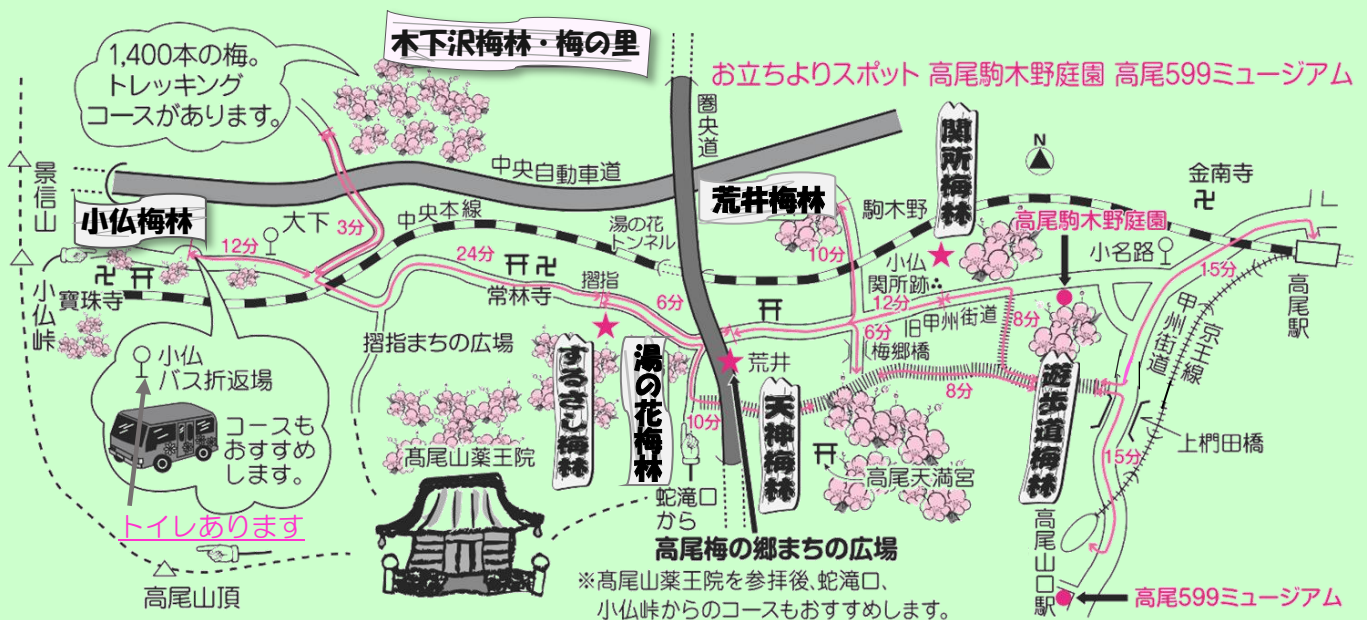 木下沢梅林・梅の里
1,400本の梅。
トレッキング
コースがあります。
お立ちよりスポット 高尾駒木野庭園 高尾599ミュージアム
圏央道
関所梅林
N
金南寺
景信山
中央自動車道
荒井梅林
駒木野
高尾駒木野庭園
小仏梅林
大下
3分
中央本線
湯の花
トンネル
12分
10分
小仏
関所跡
小名路
15分
高尾駅
小仏峠
寳珠寺
24分
常林寺
摺指
6分
12分
旧甲州街道
8分
甲州街道
京王線
6分
梅郷橋
摺指まちの広場
荒井
小仏
バス折返場
するさし梅林
湯の花梅林
天神梅林
遊歩道梅林
8分
10分
上椚田橋
15分
コースも
おすすめ
します。
髙尾山薬王院
高尾天満宮
蛇滝口
から
トイレあります
高尾梅の郷まちの広場
高尾山口駅
高尾山頂
※髙尾山薬王院を参拝後、蛇滝口、
小仏峠からのコースもおすすめします。
高尾599ミュージアム